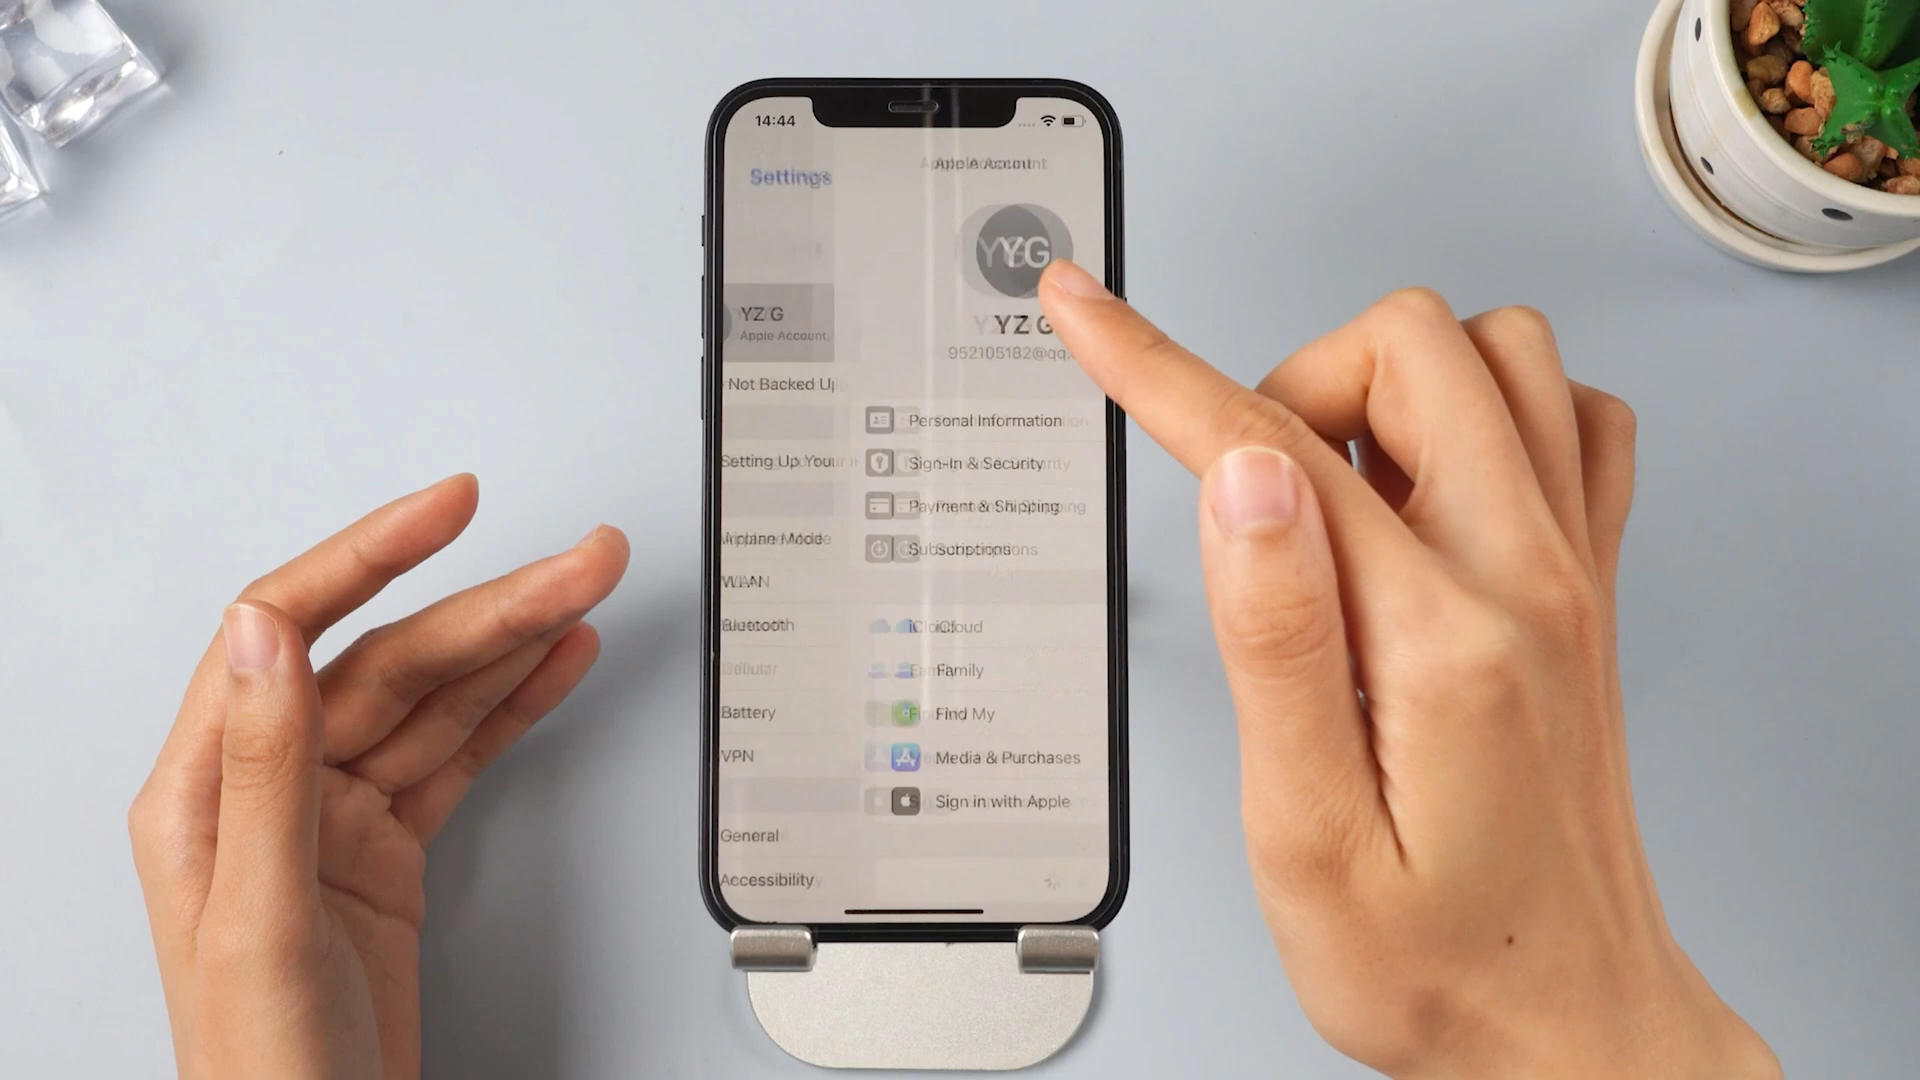 14:44
Settings
Apple Account
YG
YZ G
Apple Account,
YZ G
952105182@qq.
Not Backed Up
Personal Information
Setting Up Your
Sign-In & Security
Payment & Shipping
Airplane Mode
Subscriptions
WLAN
Bluetooth
iCloud
Cellular
Family
Battery
Find My
VPN
Media & Purchases
Sign in with Apple
General
Accessibility